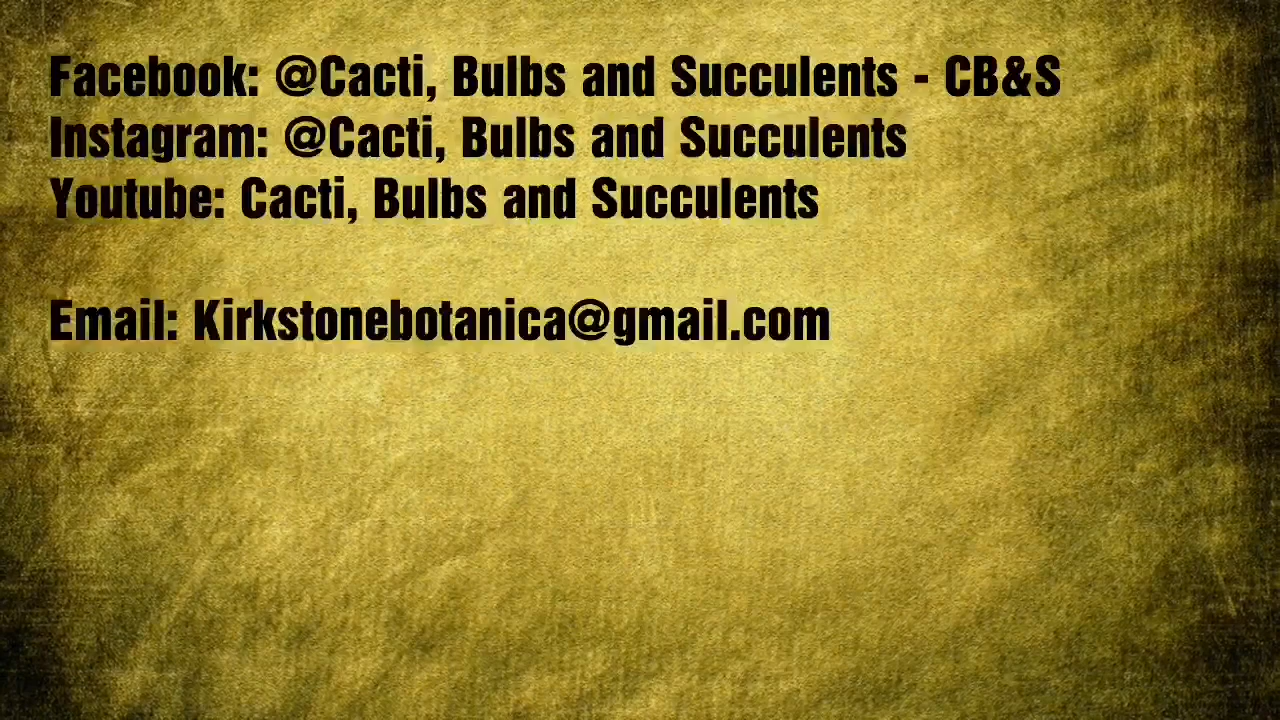 Facebook: @Cacti, Bulbs and Succulents - CB&S
Instagram: @Cacti, Bulbs and Succulents
Youtube: Cacti, Bulbs and Succulents
Email: Kirkstonebotanica@gmail.com